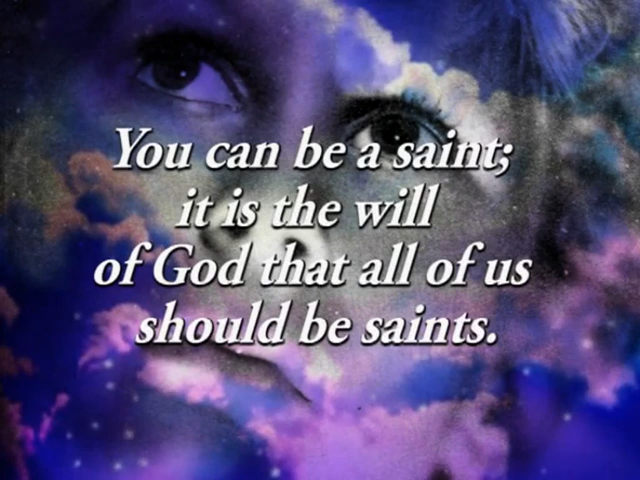 You can be a saint;
it is the will
of God that all of us
should be saints.